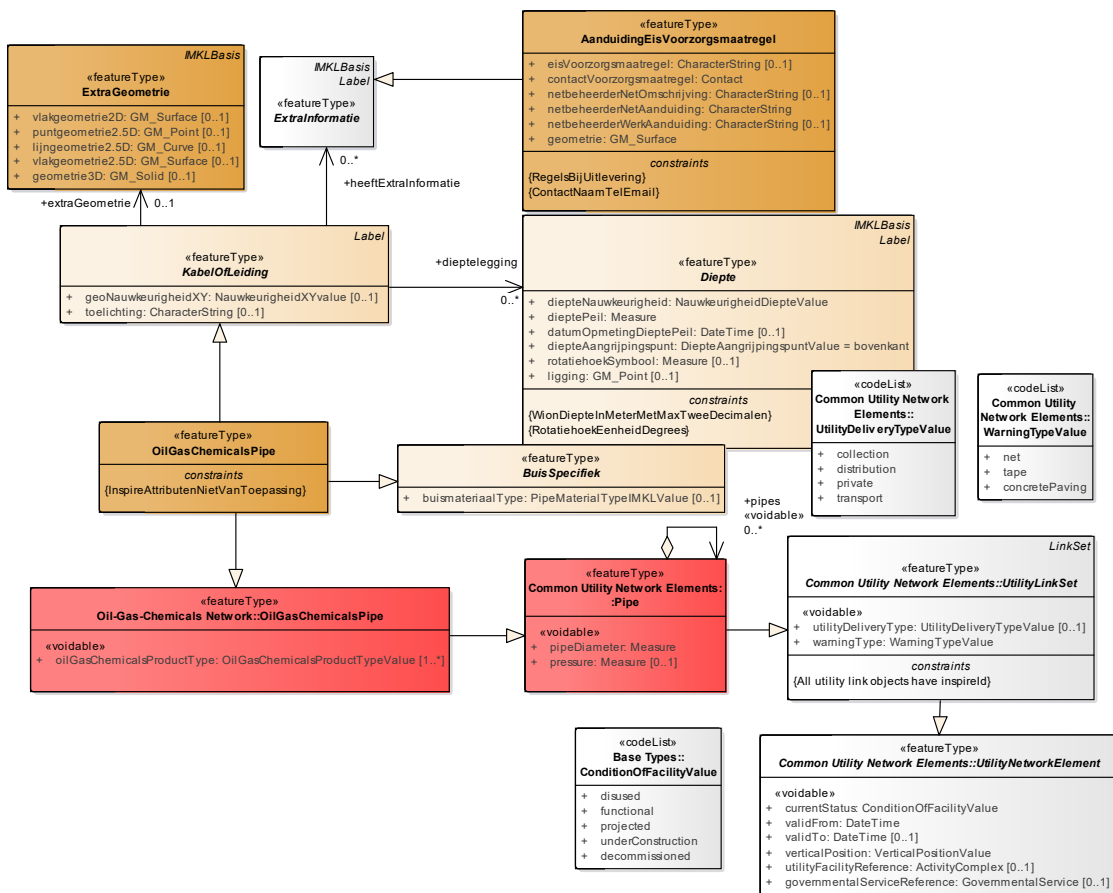 IMKLBasis
«featureType»
ExtraGeometrie
+ vlakgeometrie2D: GM_Surface [0..1]
+ puntgeometrie2.5D: GM_Point [0..1]
+ lijngeometrie2.5D: GM_Curve [0..1]
+ vlakgeometrie2.5D: GM_Surface [0..1]
+ geometrie3D: GM_Solid [0..1]
IMKLBasis
Label
«featureType»
ExtraInformatie
«featureType»
AanduidingEisVoorzorgsmaatregel
+ eisVoorzorgsmaatregel: CharacterString [0..1]
+ contactVoorzorgsmaatregel: Contact
+ netbeheerderNetOmschrijving: CharacterString [0..1]
+ netbeheerderNetAanduiding: CharacterString
+ netbeheerderWerkAanduiding: CharacterString [0..1]
+ geometrie: GM_Surface
constraints
{RegelsBijUitlevering}
{ContactNaamTelEmail}
+extraGeometrie
0..1
0..*
+heeftExtraInformatie
Label
«featureType»
KabelOfLeiding
+ geoNauwkeurigheidXY: NauwkeurigheidXYvalue [0..1]
+ toelichting: CharacterString [0..1]
+dieptelegging
0..*
IMKLBasis
Label
«featureType»
Diepte
+ diepteNauwkeurigheid: NauwkeurigheidDiepteValue
+ dieptePeil: Measure
+ datumOpmetingDieptePeil: DateTime [0..1]
+ diepteAangrijpingspunt: DiepteAangrijpingspuntValue = bovenkant
+ rotatiehoekSymbool: Measure [0..1]
+ ligging: GM_Point [0..1]
constraints
{WionDiepteInMeterMetMaxTweeDecimalen}
{RotatiehoekEenheidDegrees}
«codeList»
Common Utility Network
Elements::
UtilityDeliveryTypeValue
+ collection
+ distribution
+ private
+ transport
«codeList»
Common Utility
Network Elements::
WarningTypeValue
+ net
+ tape
+ concretePaving
«featureType»
OilGasChemicalsPipe
constraints
{InspireAttributenNietVanToepassing}
«featureType»
BuisSpecifiek
+ buismateriaalType: PipeMaterialTypeIMKLValue [0..1]
+pipes
«voidable»
0..*
«featureType»
Oil-Gas-Chemicals Network::OilGasChemicalsPipe
«voidable»
+ oilGasChemicalsProductType: OilGasChemicalsProductTypeValue [1..*]
«featureType»
Common Utility Network Elements:
:Pipe
«voidable»
+ pipeDiameter: Measure
+ pressure: Measure [0..1]
LinkSet
«featureType»
Common Utility Network Elements::UtilityLinkSet
«voidable»
+ utilityDeliveryType: UtilityDeliveryTypeValue [0..1]
+ warningType: WarningTypeValue
constraints
{All utility link objects have inspireId}
«codeList»
Base Types::
ConditionOfFacilityValue
+ disused
+ functional
+ projected
+ underConstruction
+ decommissioned
«featureType»
Common Utility Network Elements::UtilityNetworkElement
«voidable»
+ currentStatus: ConditionOfFacilityValue
+ validFrom: DateTime
+ validTo: DateTime [0..1]
+ verticalPosition: VerticalPositionValue
+ utilityFacilityReference: ActivityComplex [0..1]
+ governmentalServiceReference: GovernmentalService [0..1]